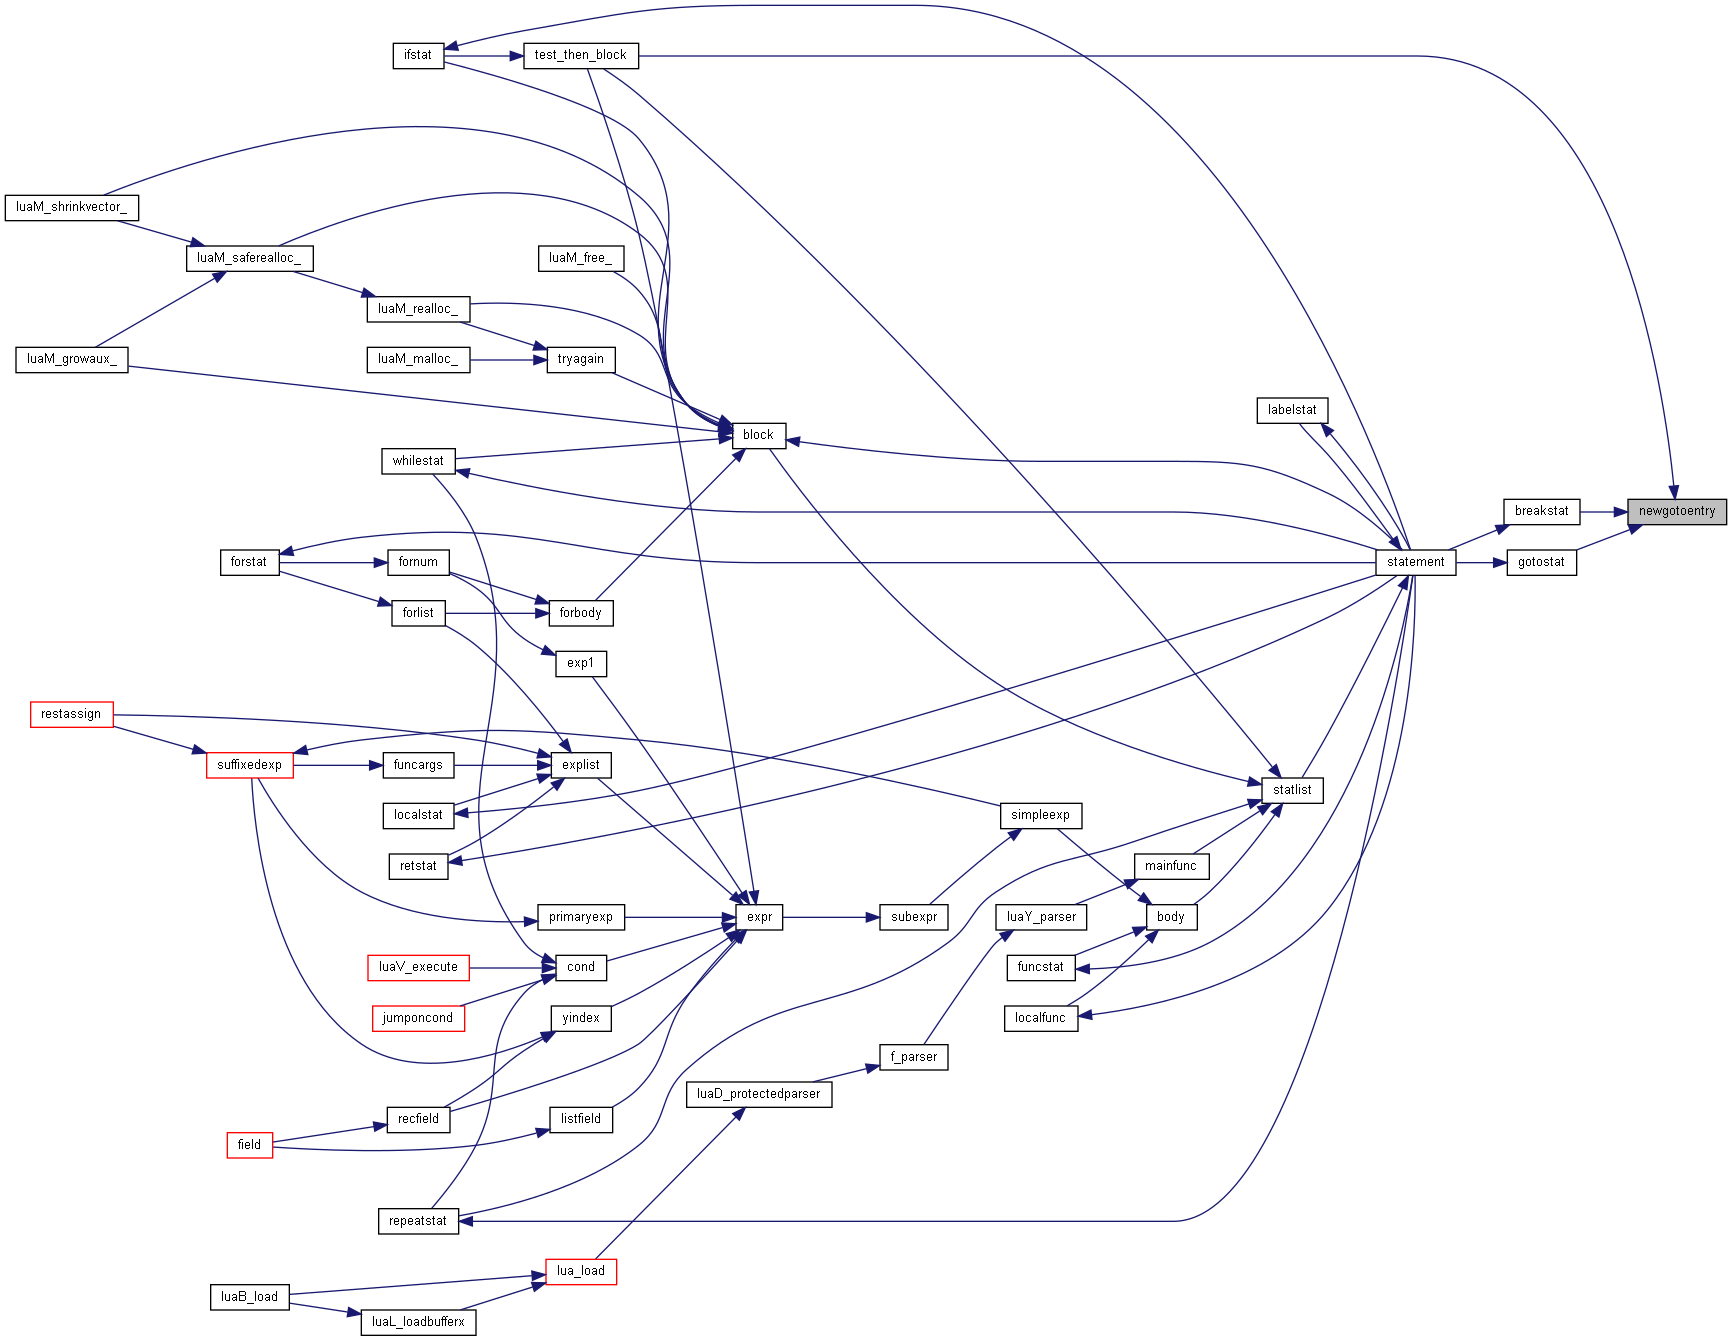 ifstat
test_then_block
luaM_shrinkvector_
luaM_saferealloc_
luaM_free_
luaM_realloc_
luaM_growaux_
luaM_malloc_
tryagain
labelstat
block
whilestat
breakstat
newgotoentry
forstat
fornum
statement
gotostat
forlist
forbody
exp1
restassign
suffixedexp
funcargs
explist
statlist
localstat
simpleexp
retstat
mainfunc
primaryexp
expr
subexpr
luaY_parser
body
luaV_execute
cond
funcstat
jumponcond
yindex
localfunc
f_parser
luaD_protectedparser
recfield
listfield
field
repeatstat
lua_load
luaB_load
luaL_loadbufferx